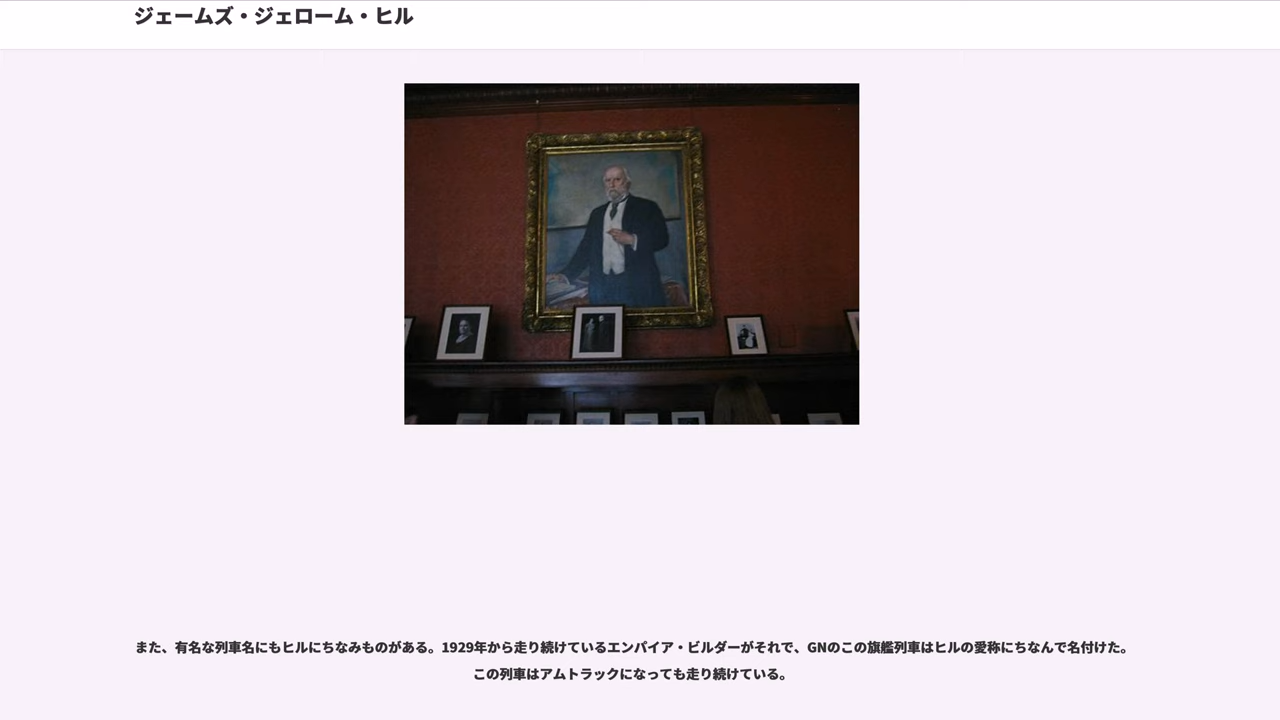 ジェームズ・ジェローム・ヒル
また、有名な列車名にもヒルにちなみものがある。1929年から走り続けているエンパイア・ビルダーがそれで、GNのこの旗艦列車はヒルの愛称にちなんで名付けた。
この列車はアムトラックになっても走り続けている。